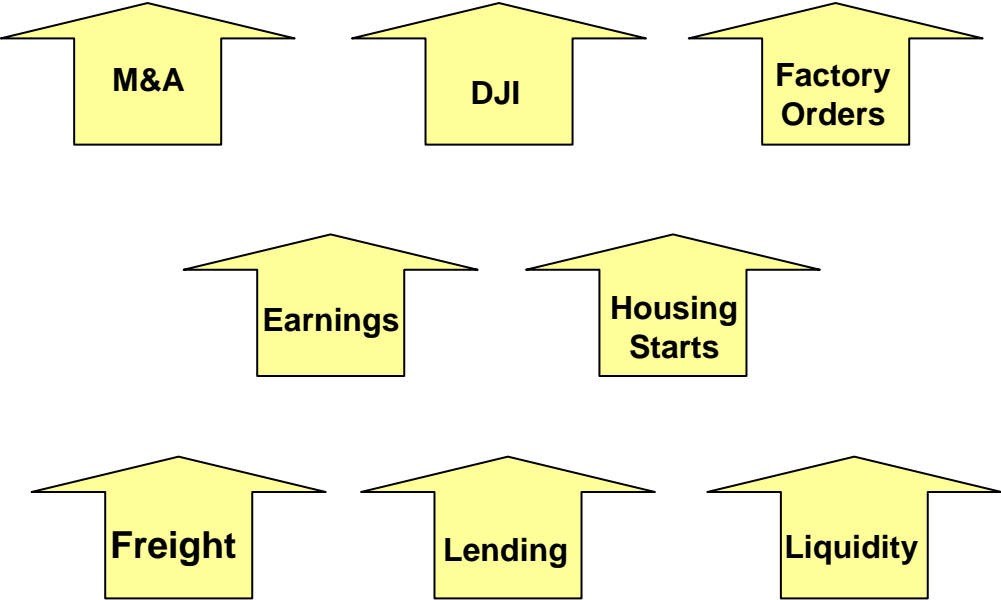 M&A
DJI
Factory
Orders
Earnings
Housing
Starts
Freight
Lending
Liquidity